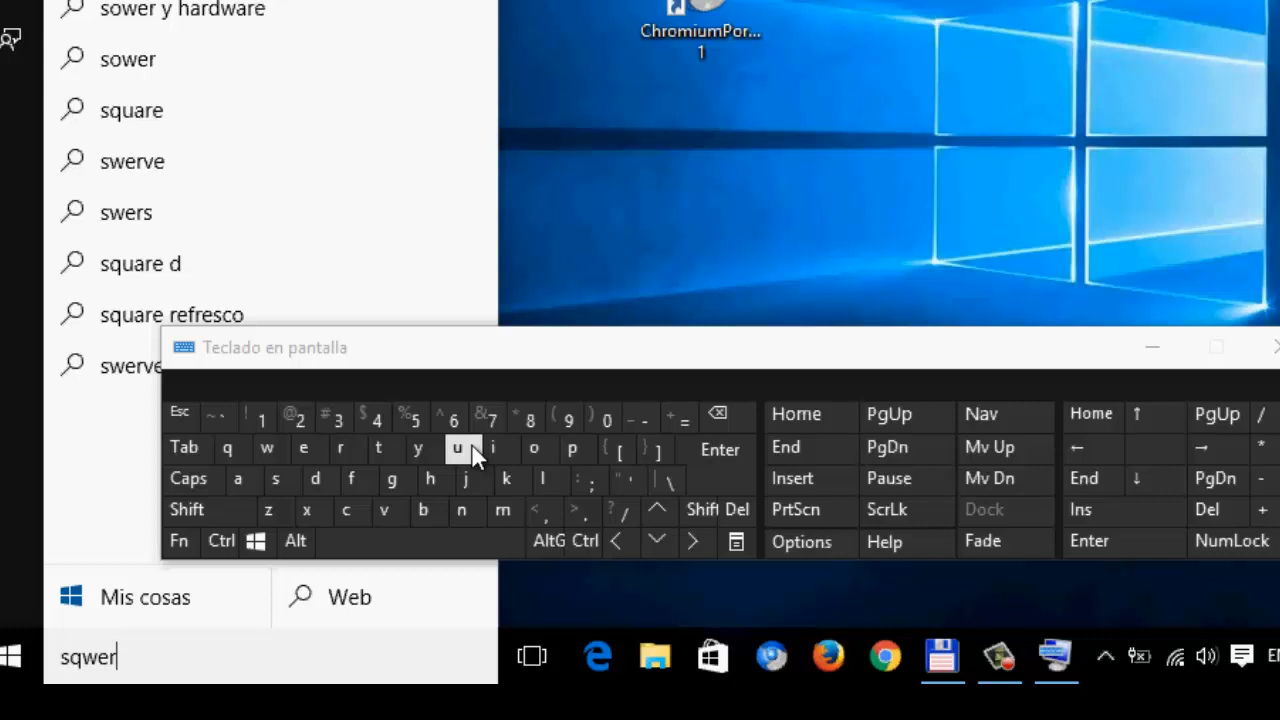 sower y hardware
sower
square
swerve
swers
square d
square refresco
swerve
ChromiumPor...
1
Teclado en pantalla
Esc ~ ` ! 1 @ 2 # 3 $ 4 % 5 ^ 6 & 7 * 8 ( 9 ) 0 _ - + = Home PgUp Nav Home ↑ PgUp /
Tab q w e r t y u i o p { [ } ] Enter End PgDn Mv Up ← → *
Caps a s d f g h j k l : ; " ' | \ Insert Pause Mv Dn End ↓ PgDn -
Shift z x c v b n m < , > . ? / Shift Del PrtScn ScrLk Dock Ins Del +
Fn Ctrl Alt AltG Ctrl Options Help Fade Enter NumLock
Mis cosas Web
sqwer